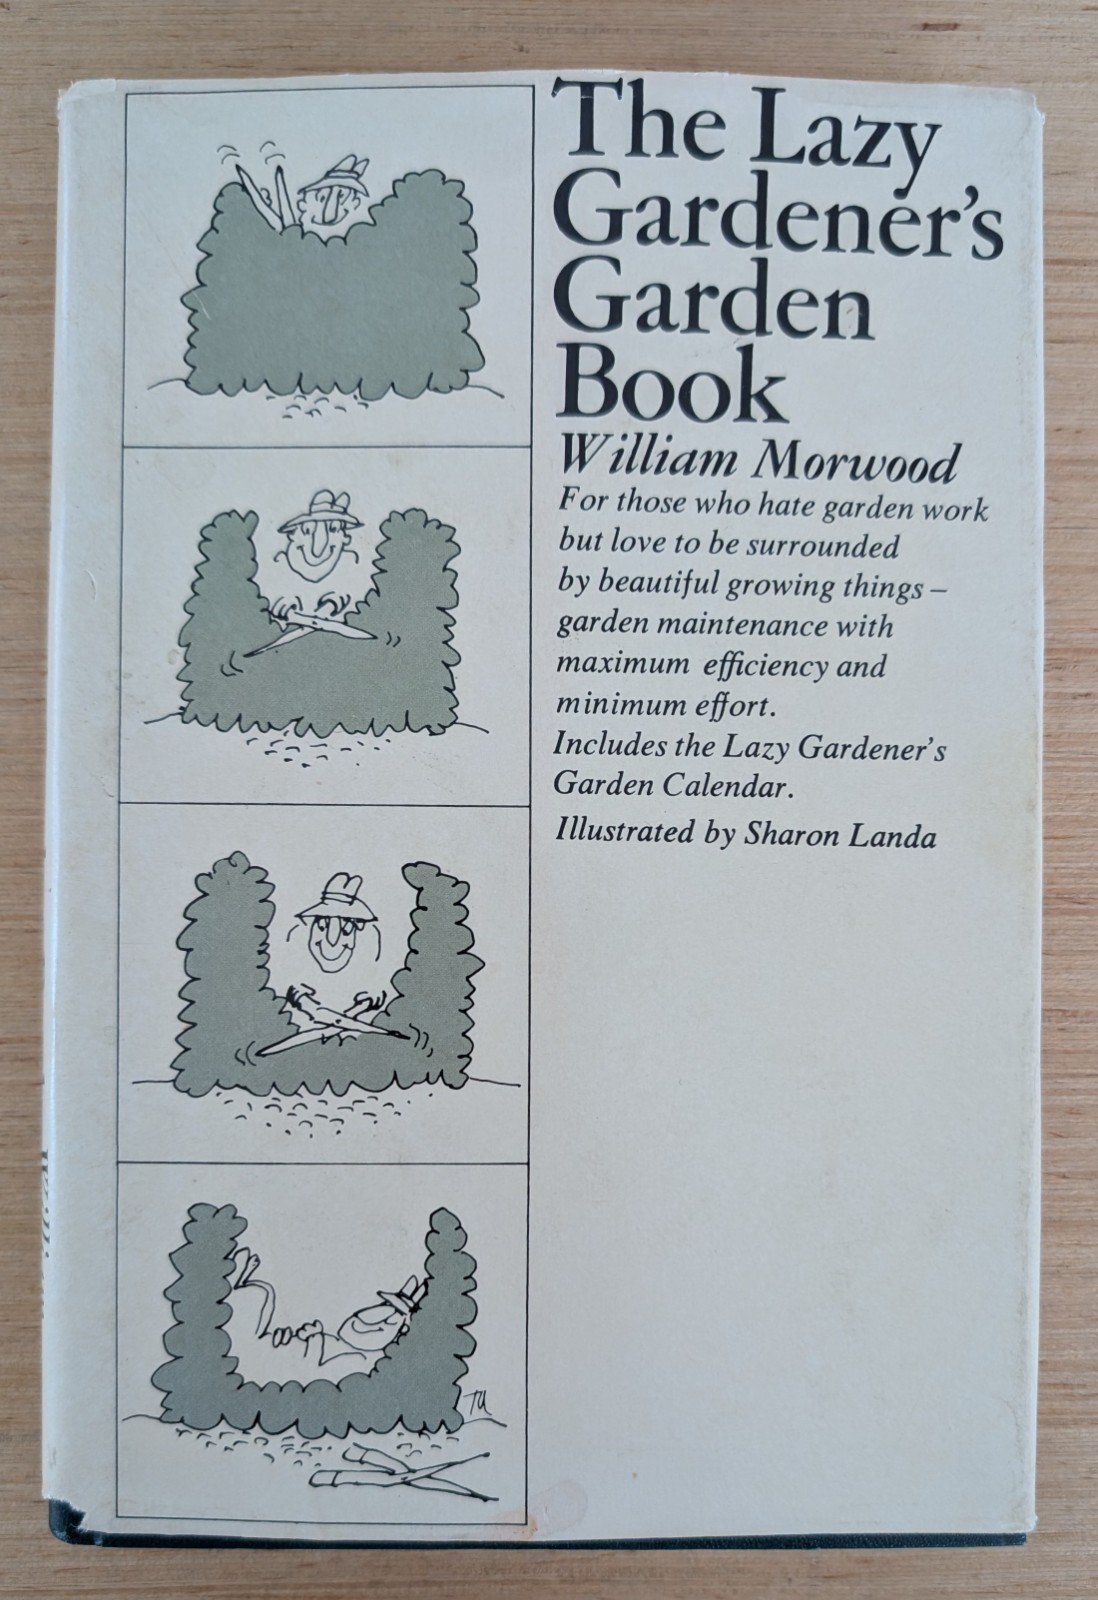 The Lazy
Gardener's
Garden
Book
William Morwood
For those who hate garden work
but love to be surrounded
by beautiful growing things –
garden maintenance with
maximum efficiency and
minimum effort.
Includes the Lazy Gardener's
Garden Calendar.
Illustrated by Sharon Landa